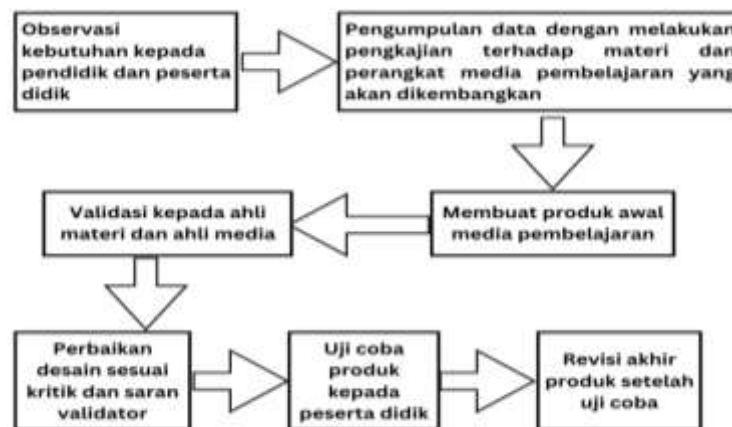 Observasi
kebutuhan kepada
pendidik dan peserta
didik
Pengumpulan data dengan melakukan
pengkajian terhadap materi dan
perangkat media pembelajaran yang
akan dikembangkan
Membuat produk awal
media pembelajaran
Validasi kepada ahli
materi dan ahli media
Perbaikan
desain sesuai
kritik dan saran
validator
Uji coba
produk
kepada
peserta didik
Revisi akhir
produk setelah
uji coba